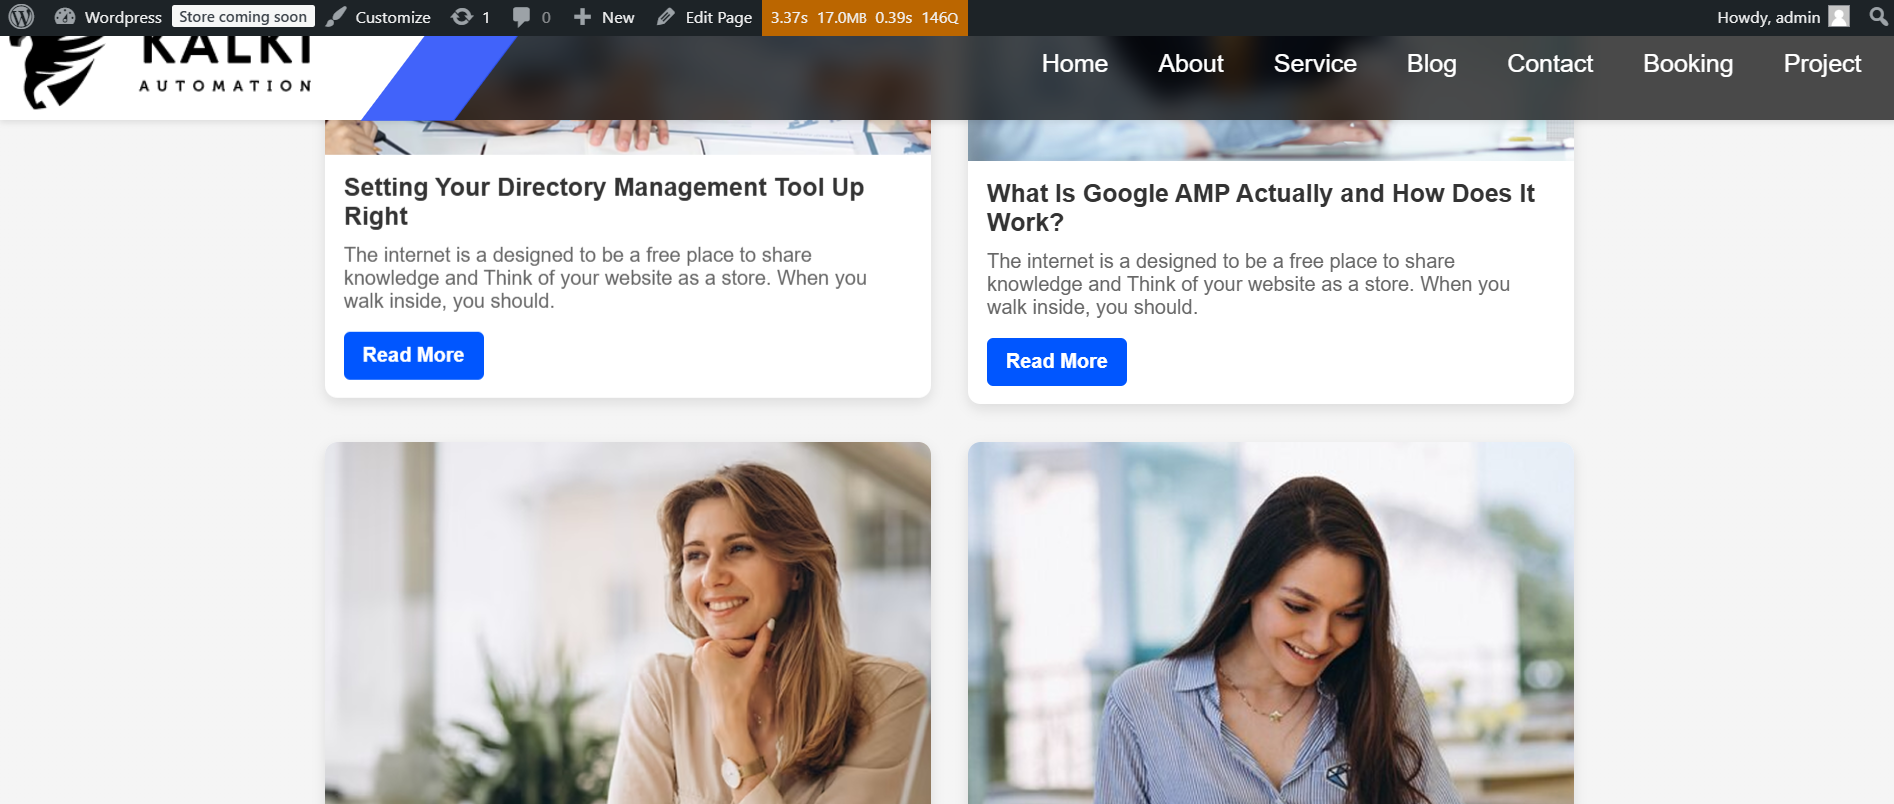 Wordpress Store coming soon Customize 1 0 New Edit Page 3.37s 17.0MB 0.39s 146Q Howdy, admin
KALKI
AUTOMATION
Home About Service Blog Contact Booking Project
Setting Your Directory Management Tool Up
Right
The internet is a designed to be a free place to share
knowledge and Think of your website as a store. When you
walk inside, you should.
Read More
What Is Google AMP Actually and How Does It
Work?
The internet is a designed to be a free place to share
knowledge and Think of your website as a store. When you
walk inside, you should.
Read More